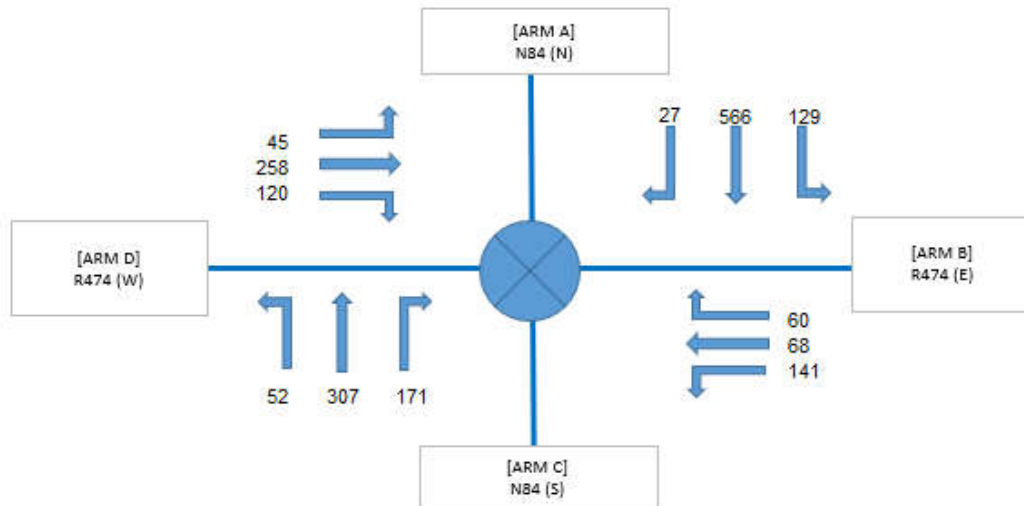 [ARM A]
N84 (N)
27 566 129
45
258
120
[ARM D]
R474 (W)
[ARM B]
R474 (E)
60
68
141
52 307 171
[ARM C]
N84 (S)